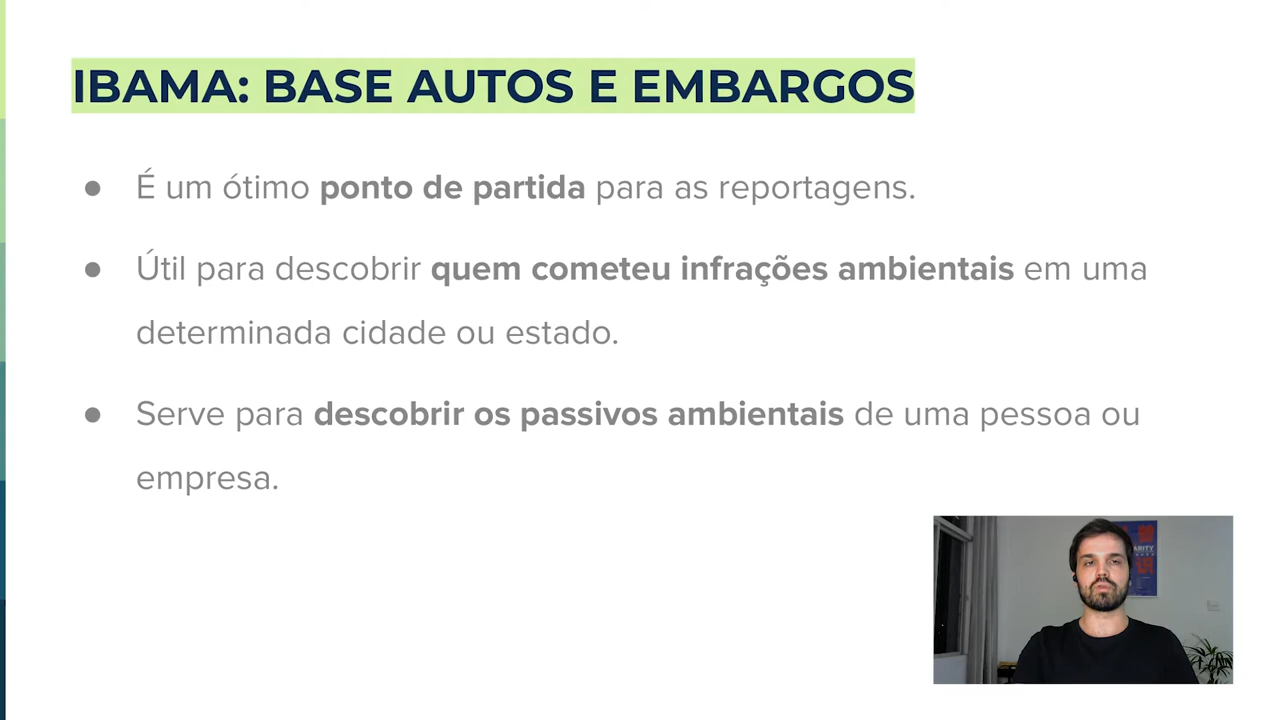 IBAMA: BASE AUTOS E EMBARGOS
● É um ótimo ponto de partida para as reportagens.
● Útil para descobrir quem cometeu infrações ambientais em uma
determinada cidade ou estado.
● Serve para descobrir os passivos ambientais de uma pessoa ou
empresa.
ARITY